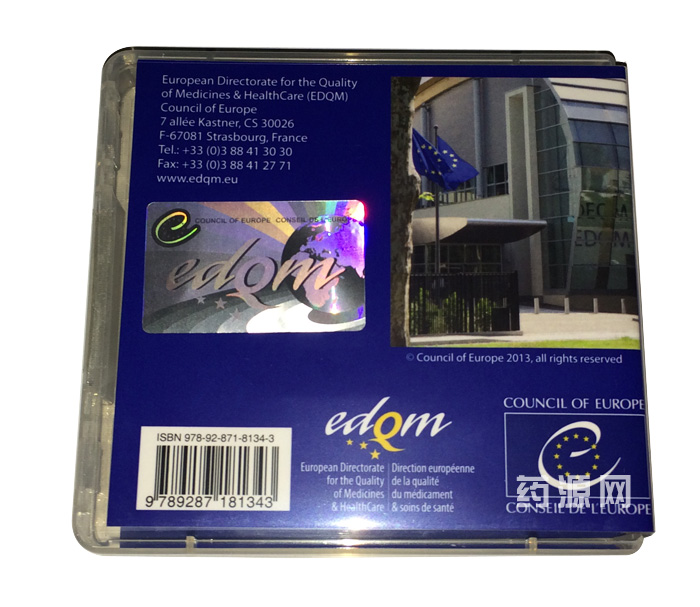 European Directorate for the Quality
of Medicines & HealthCare (EDQM)
Council of Europe
7 allée Kastner, CS 30026
F-67081 Strasbourg, France
Tel.: +33 (0)3 88 41 30 30
Fax: +33 (0)3 88 41 27 71
www.edqm.eu
COUNCIL OF EUROPE CONSEIL DE L'EUROPE
edQm
EDQM
© Council of Europe 2013, all rights reserved
ISBN 978-92-871-8134-3
9 789287 181343
edQm
European Directorate
for the Quality
of Medicines
& HealthCare
Direction européenne
de la qualité
du médicament
& soins de santé
COUNCIL OF EUROPE
药源网
CONSEIL DE L'EUROPE